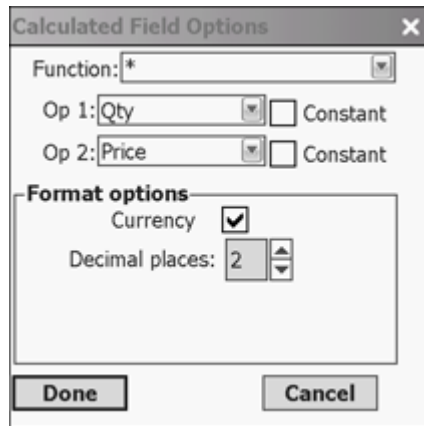 Calculated Field Options
Function: *
Op 1: Qty Constant
Op 2: Price Constant
Format options
Currency
Decimal places: 2
Done Cancel